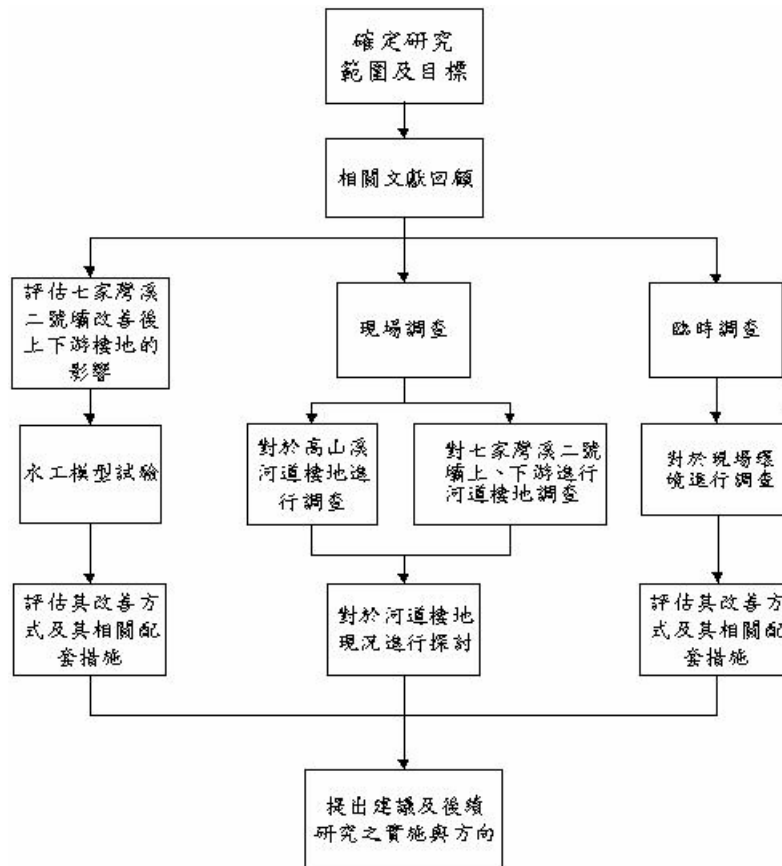 確定研究
範圍及目標
相關文獻回顧
評估七家灣溪
二號壩改善後
上下游棲地的
影響
現場調查
臨時調查
水工模型試驗
對於高山溪
河道棲地進
行調查
對七家灣溪二號
壩上、下游進行
河道棲地調查
對於現場環
境進行調查
評估其改善方
式及其相關配
套措施
對於河道棲地
現況進行探討
評估其改善方
式及其相關配
套措施
提出建議及後續
研究之實施與方向